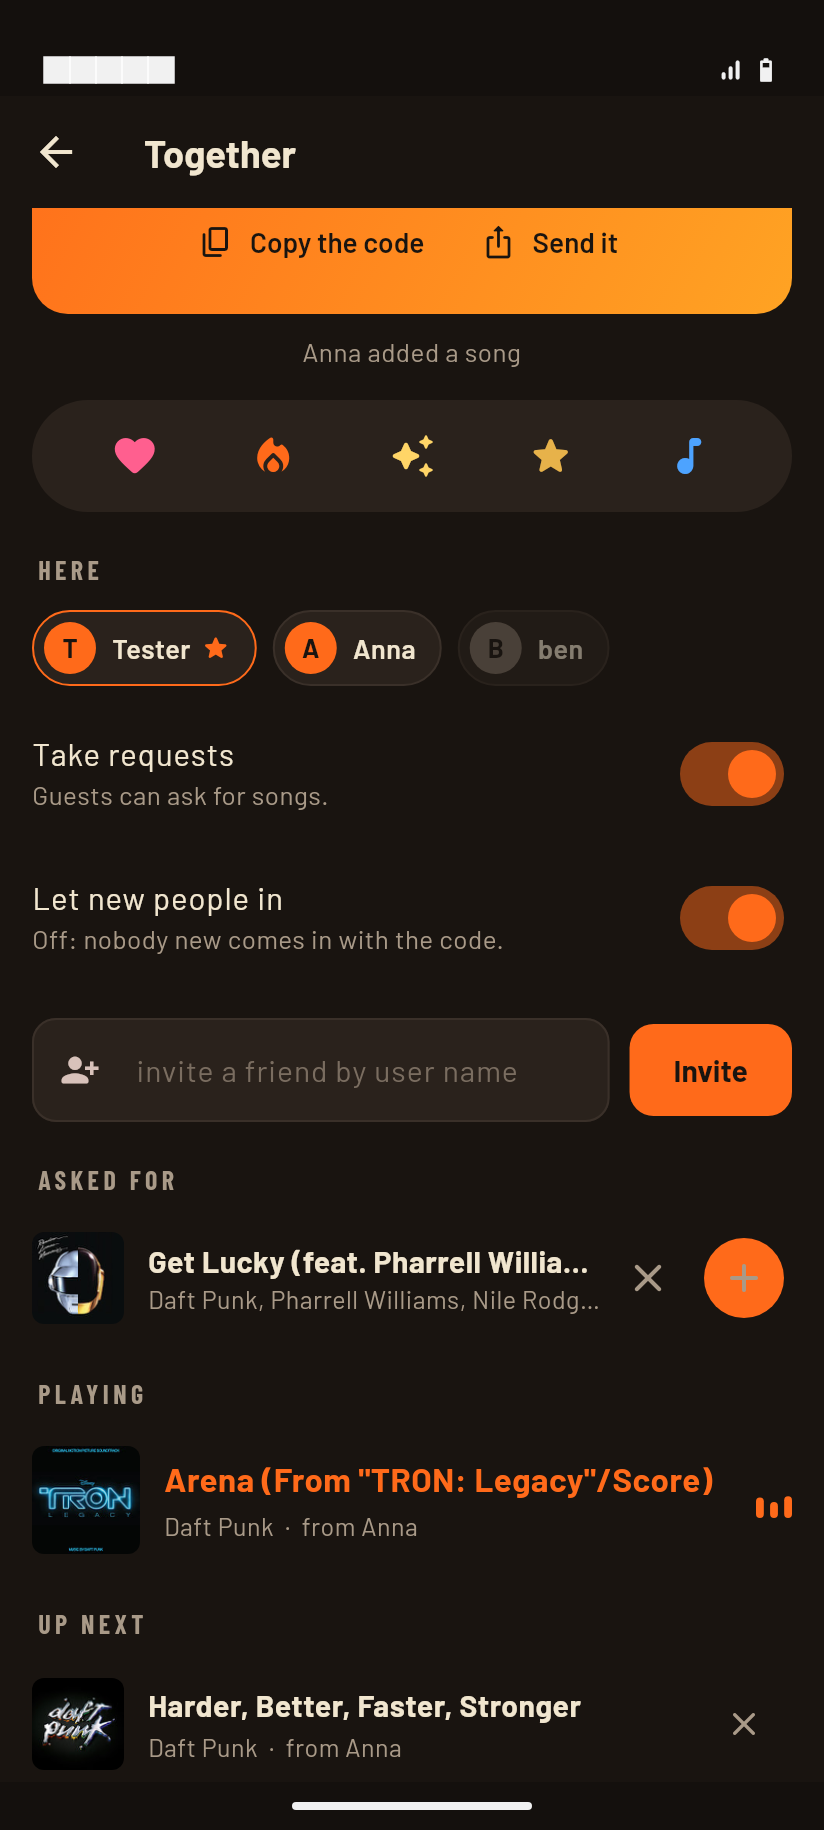 Together
Copy the code
Send it
Anna added a song
HERE
T Tester
A Anna
B ben
Take requests
Guests can ask for songs.
Let new people in
Off: nobody new comes in with the code.
invite a friend by user name
Invite
ASKED FOR
Get Lucky (feat. Pharrell Willia...
Daft Punk, Pharrell Williams, Nile Rodg...
PLAYING
TRON
LEGACY
Arena (From "TRON: Legacy"/Score)
Daft Punk · from Anna
UP NEXT
daft
punk
Harder, Better, Faster, Stronger
Daft Punk · from Anna